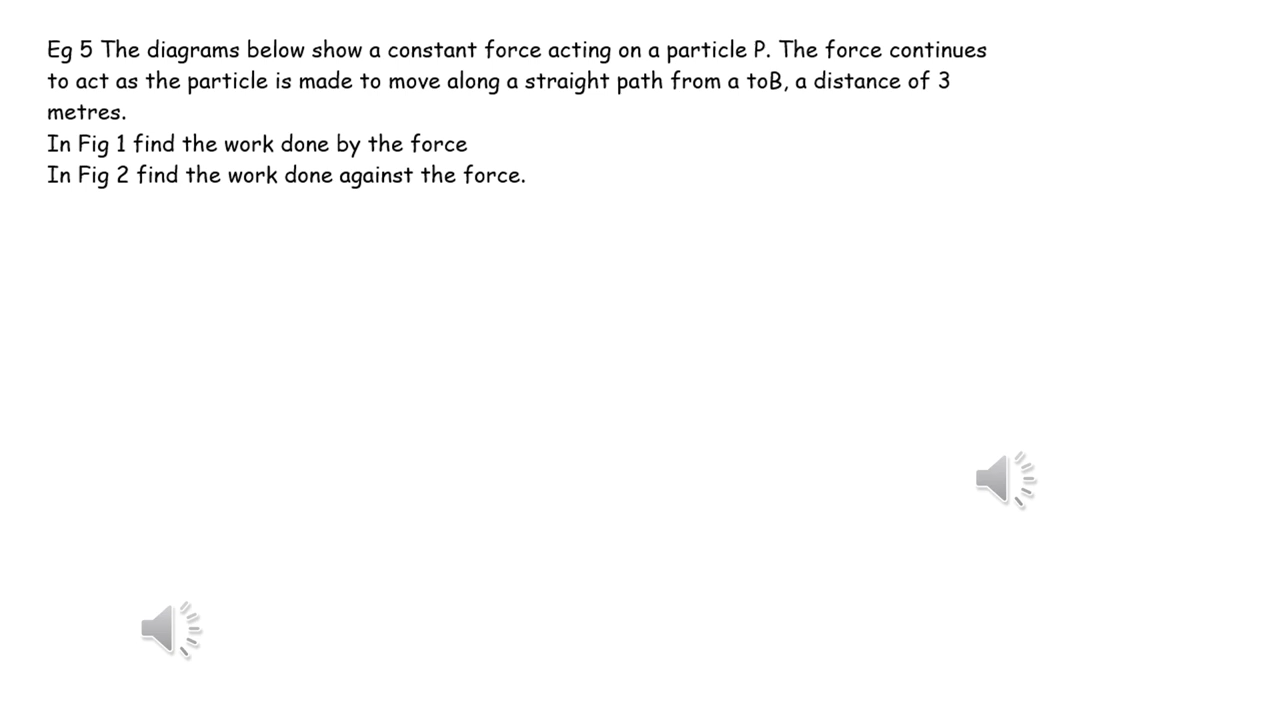 Eg 5 The diagrams below show a constant force acting on a particle P. The force continues
to act as the particle is made to move along a straight path from a toB, a distance of 3
metres.
In Fig 1 find the work done by the force
In Fig 2 find the work done against the force.